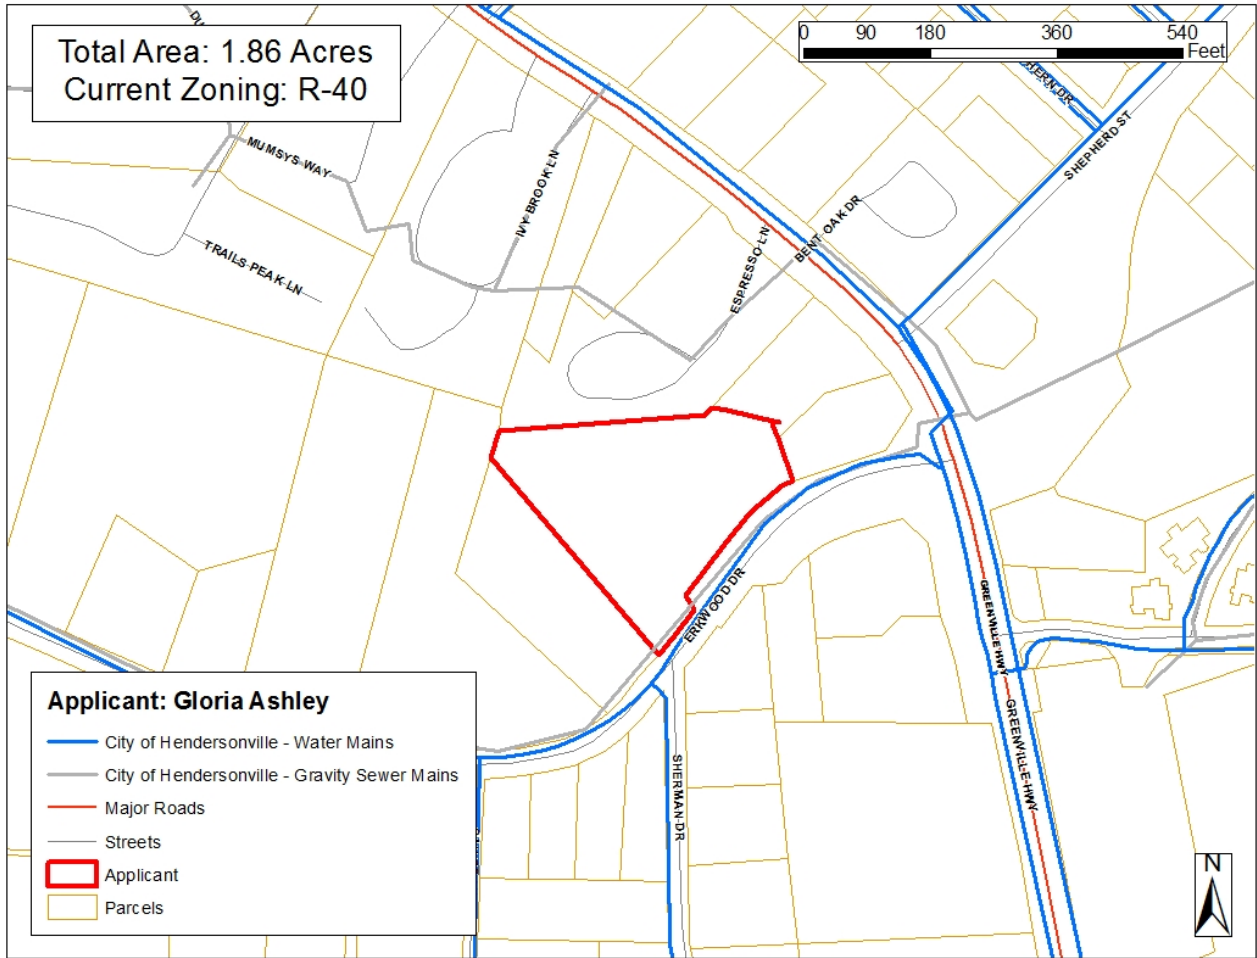 Total Area: 1.86 Acres
Current Zoning: R-40
0 90 180 360 540
Feet
SHEPHERD ST
MUMSYS WAY
IVY BROOK LN
TRAILS PEAK LN
ESPRESSO LN
BENT OAK DR
ERKWOOD DR
GREENVILLE HWY
GREENVILLE HWY
SHERMAN DR
Applicant: Gloria Ashley
City of Hendersonville - Water Mains
City of Hendersonville - Gravity Sewer Mains
Major Roads
Streets
Applicant
Parcels
N